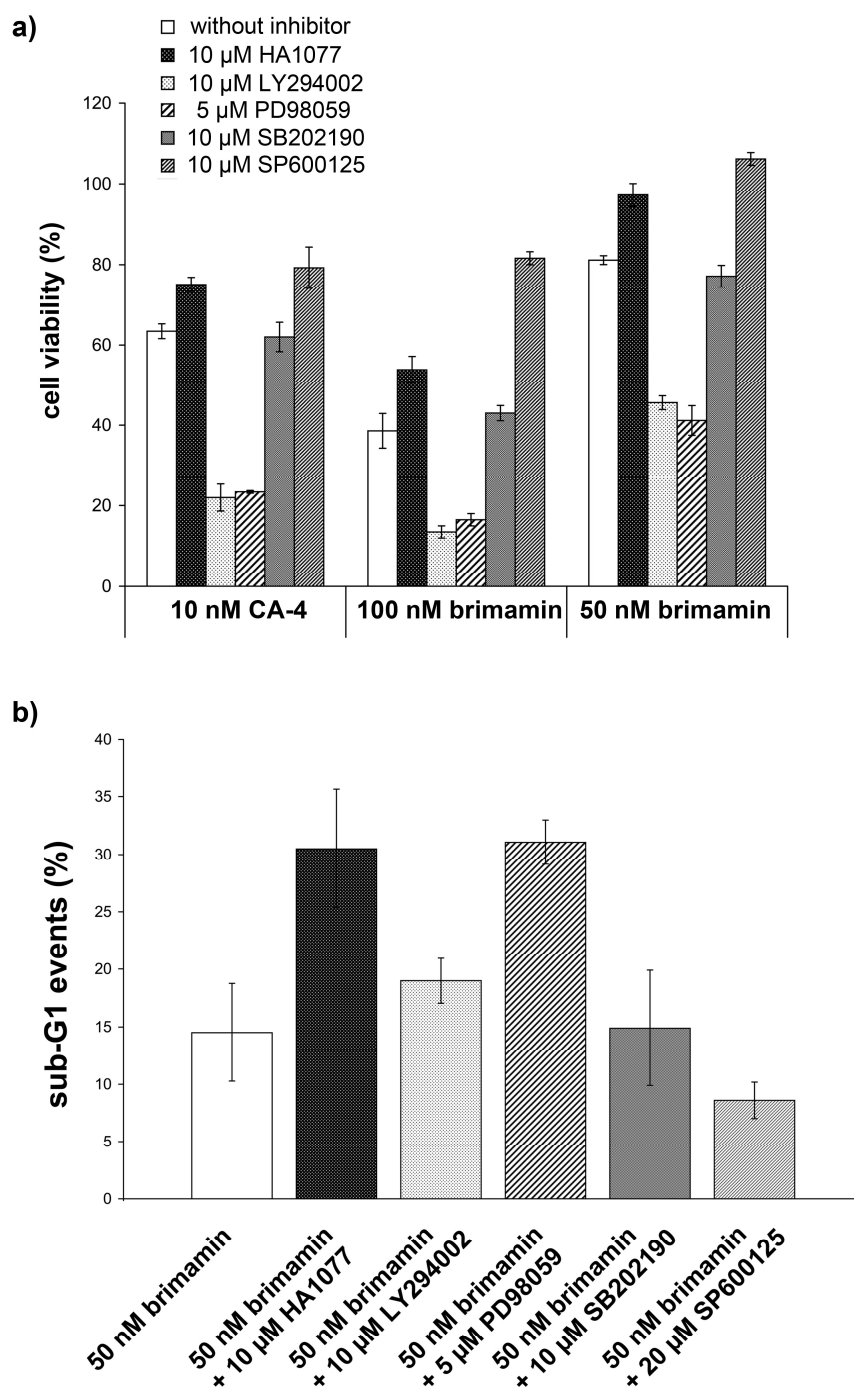 a)
without inhibitor
10 µM HA1077
10 µM LY294002
5 µM PD98059
10 µM SB202190
10 µM SP600125
cell viability (%)
120
100
80
60
40
20
0
10 nM CA-4
100 nM brimamin
50 nM brimamin
b)
sub-G1 events (%)
40
35
30
25
20
15
10
5
0
50 nM brimamin
50 nM brimamin
+ 10 µM HA1077
50 nM brimamin
+ 10 µM LY294002
50 nM brimamin
+ 5 µM PD98059
50 nM brimamin
+ 10 µM SB202190
50 nM brimamin
+ 20 µM SP600125